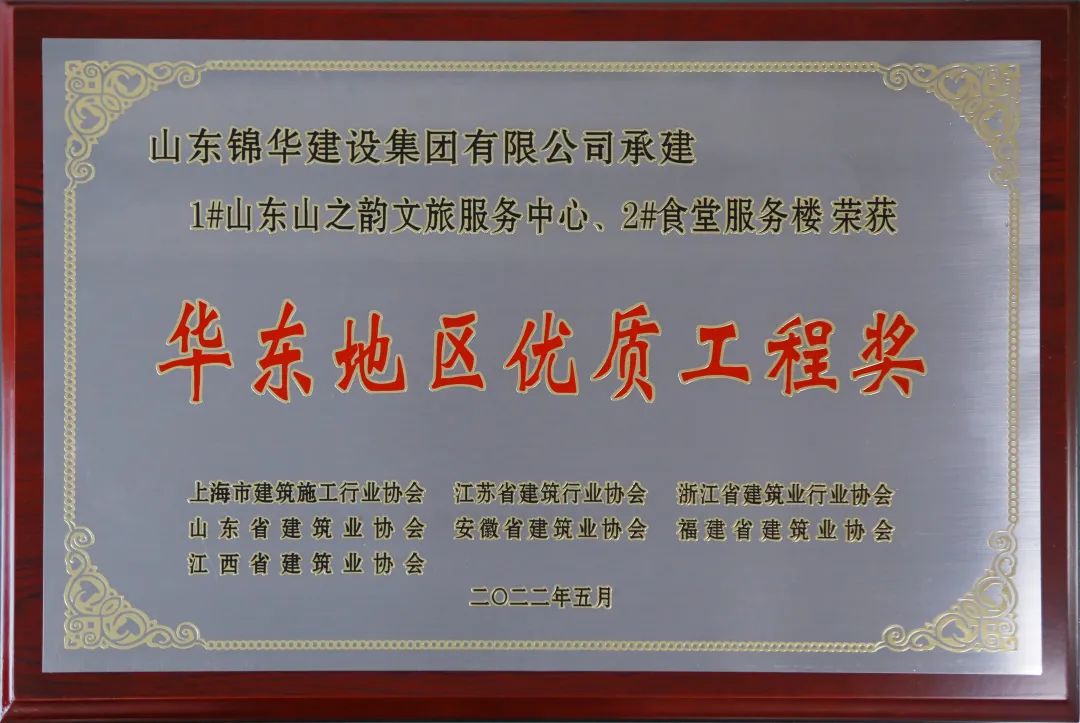 山东锦华建设集团有限公司承建
1#山东山之韵文旅服务中心、2#食堂服务楼 荣获
华东地区优质工程奖
上海市建筑施工行业协会 江苏省建筑行业协会 浙江省建筑业行业协会
山东省建筑业协会 安徽省建筑业协会 福建省建筑业协会
江西省建筑业协会
二〇二二年五月